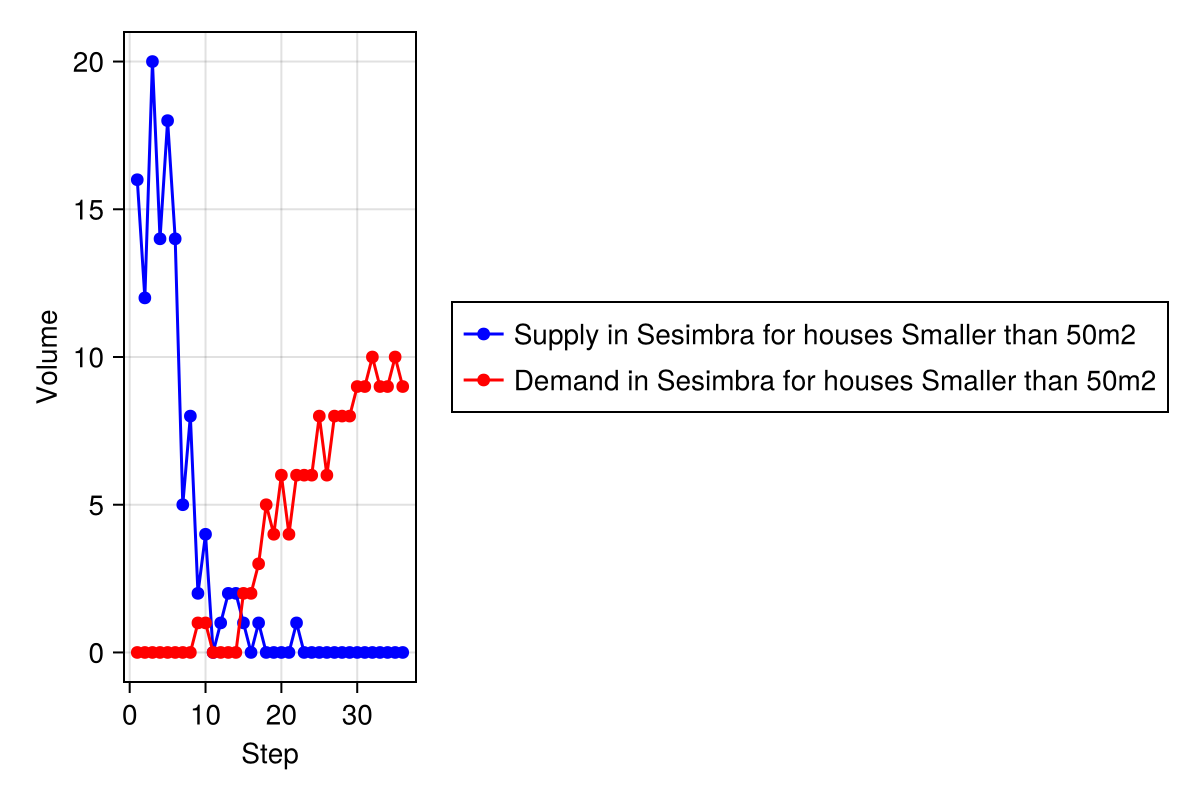 20
15
10
5
0
Volume
0 10 20 30
Step
Supply in Sesimbra for houses Smaller than 50m2
Demand in Sesimbra for houses Smaller than 50m2